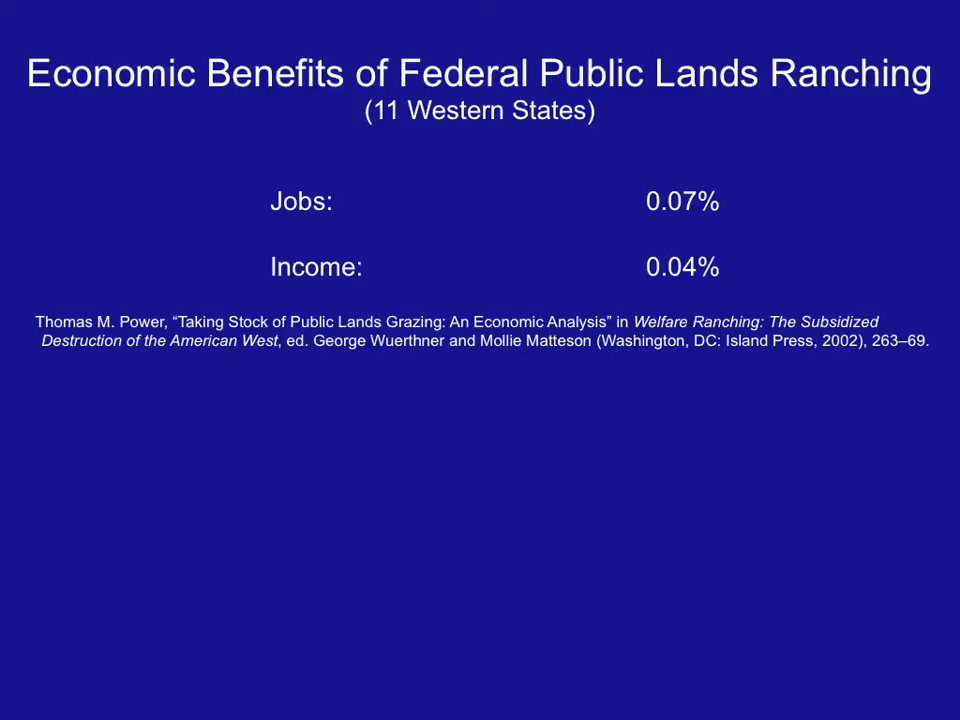 Economic Benefits of Federal Public Lands Ranching
(11 Western States)
Jobs: 0.07%
Income: 0.04%
Thomas M. Power, “Taking Stock of Public Lands Grazing: An Economic Analysis” in Welfare Ranching: The Subsidized
Destruction of the American West, ed. George Wuerthner and Mollie Matteson (Washington, DC: Island Press, 2002), 263–69.